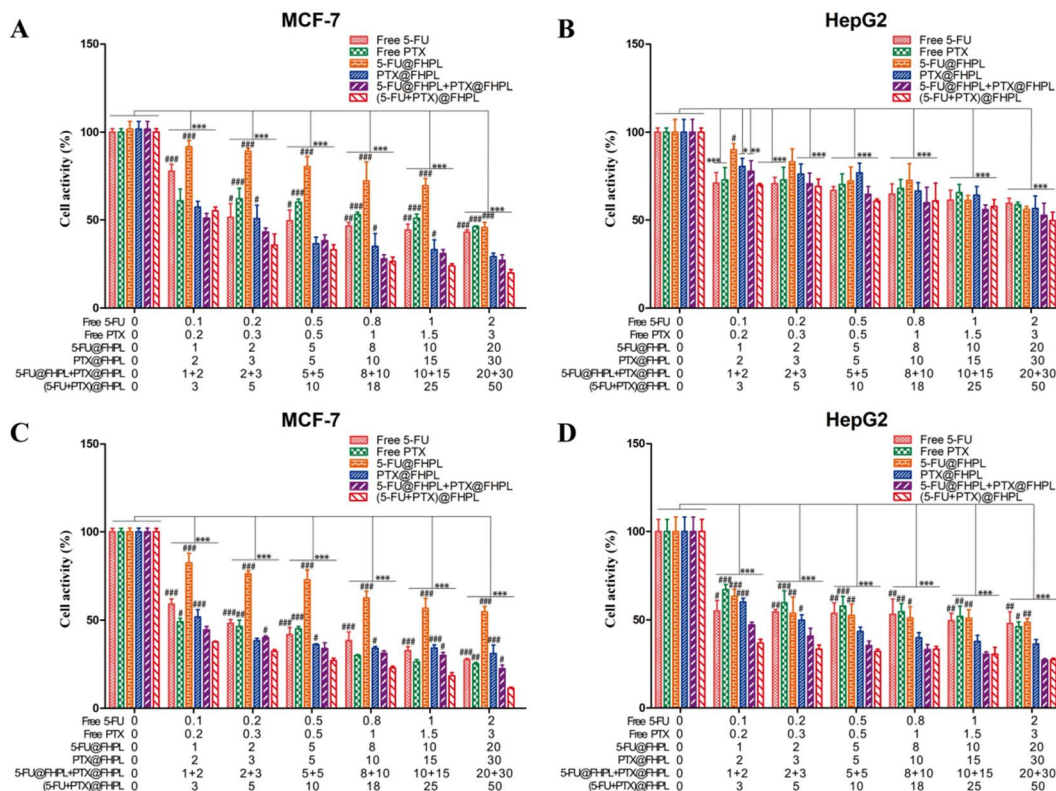 A
MCF-7
Free 5-FU
Free PTX
5-FU@FHPL
PTX@FHPL
5-FU@FHPL+PTX@FHPL
(5-FU+PTX)@FHPL
Cell activity (%)
150
100
50
0
Free 5-FU 0 0.1 0.2 0.5 0.8 1 2
Free PTX 0 0.2 0.3 0.5 1 1.5 3
5-FU@FHPL 0 1 2 5 8 10 20
PTX@FHPL 0 2 3 5 10 15 30
5-FU@FHPL+PTX@FHPL 0 1+2 2+3 5+5 8+10 10+15 20+30
(5-FU+PTX)@FHPL 0 3 5 10 18 25 50
B
HepG2
Free 5-FU
Free PTX
5-FU@FHPL
PTX@FHPL
5-FU@FHPL+PTX@FHPL
(5-FU+PTX)@FHPL
Cell activity (%)
150
100
50
0
Free 5-FU 0 0.1 0.2 0.5 0.8 1 2
Free PTX 0 0.2 0.3 0.5 1 1.5 3
5-FU@FHPL 0 1 2 5 8 10 20
PTX@FHPL 0 2 3 5 10 15 30
5-FU@FHPL+PTX@FHPL 0 1+2 2+3 5+5 8+10 10+15 20+30
(5-FU+PTX)@FHPL 0 3 5 10 18 25 50
C
MCF-7
Free 5-FU
Free PTX
5-FU@FHPL
PTX@FHPL
5-FU@FHPL+PTX@FHPL
(5-FU+PTX)@FHPL
Cell activity (%)
150
100
50
0
Free 5-FU 0 0.1 0.2 0.5 0.8 1 2
Free PTX 0 0.2 0.3 0.5 1 1.5 3
5-FU@FHPL 0 1 2 5 8 10 20
PTX@FHPL 0 2 3 5 10 15 30
5-FU@FHPL+PTX@FHPL 0 1+2 2+3 5+5 8+10 10+15 20+30
(5-FU+PTX)@FHPL 0 3 5 10 18 25 50
D
HepG2
Free 5-FU
Free PTX
5-FU@FHPL
PTX@FHPL
5-FU@FHPL+PTX@FHPL
(5-FU+PTX)@FHPL
Cell activity (%)
150
100
50
0
Free 5-FU 0 0.1 0.2 0.5 0.8 1 2
Free PTX 0 0.2 0.3 0.5 1 1.5 3
5-FU@FHPL 0 1 2 5 8 10 20
PTX@FHPL 0 2 3 5 10 15 30
5-FU@FHPL+PTX@FHPL 0 1+2 2+3 5+5 8+10 10+15 20+30
(5-FU+PTX)@FHPL 0 3 5 10 18 25 50